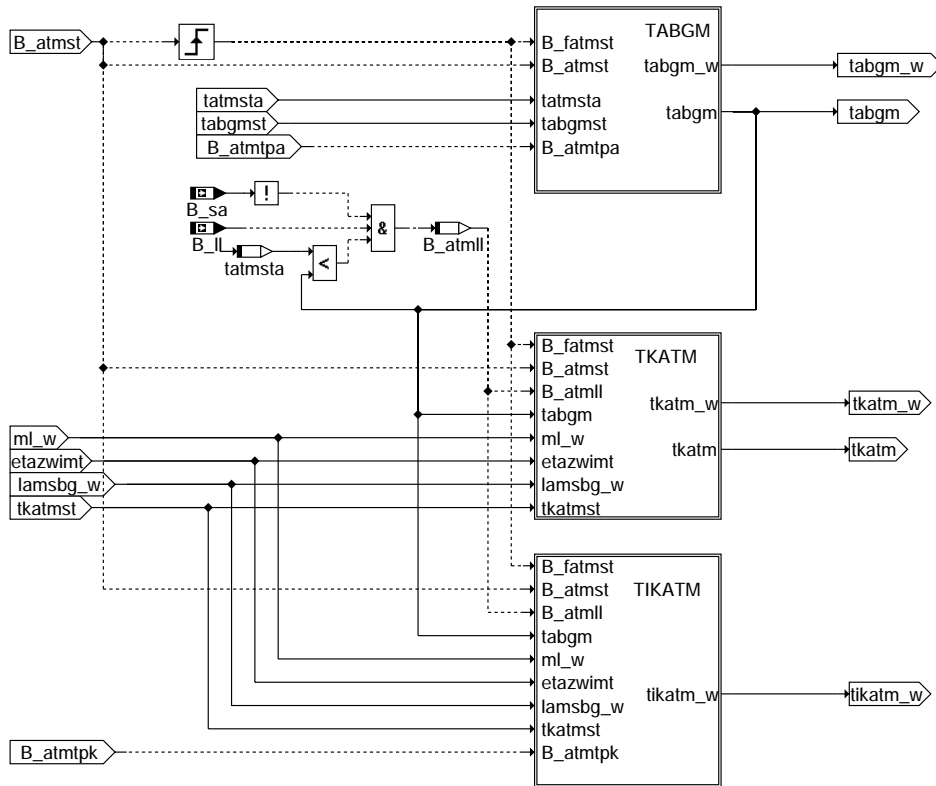 B_atmst
B_fatmst
TABGM
B_atmst
tabgm_w
tabgm_w
tatmsta
tatmsta
tabgm
tabgm
tabgmst
tabgmst
B_atmtpa
B_atmtpa
!
B_sa
&
B_ll
B_atmll
tatmsta
<
B_fatmst
TKATM
B_atmst
B_atmll
tkatm_w
tkatm_w
tabgm
ml_w
ml_w
tkatm
tkatm
etazwimt
etazwimt
lamsbg_w
lamsbg_w
tkatmst
tkatmst
B_fatmst
B_atmst
TIKATM
B_atmll
tabgm
ml_w
etazwimt
tikatm_w
tikatm_w
lamsbg_w
tkatmst
B_atmtpk
B_atmtpk